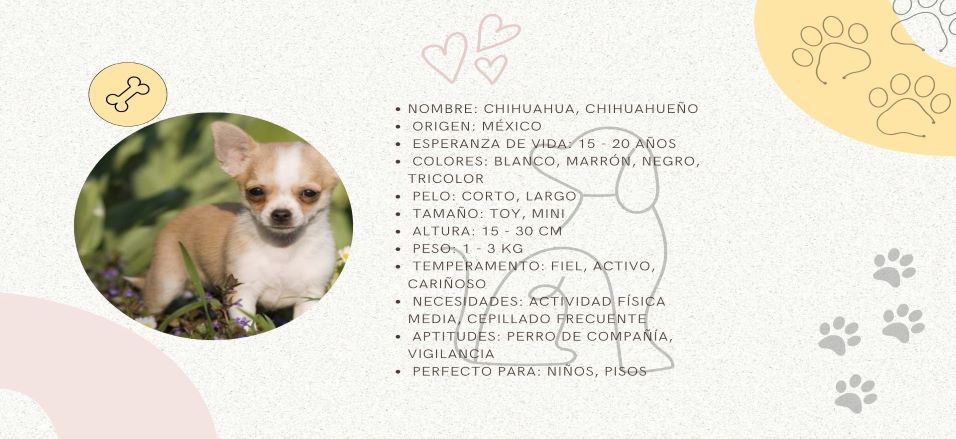 • NOMBRE: CHIHUAHUA, CHIHUAHUEÑO
• ORIGEN: MÉXICO
• ESPERANZA DE VIDA: 15 - 20 AÑOS
• COLORES: BLANCO, MARRÓN, NEGRO,
TRICOLOR
• PELO: CORTO, LARGO
• TAMAÑO: TOY, MINI
• ALTURA: 15 - 30 CM
• PESO: 1 - 3 KG
• TEMPERAMENTO: FIEL, ACTIVO,
CARIÑOSO
• NECESIDADES: ACTIVIDAD FÍSICA
MEDIA, CEPILLADO FRECUENTE
• APTITUDES: PERRO DE COMPAÑÍA,
VIGILANCIA
• PERFECTO PARA: NIÑOS, PISOS